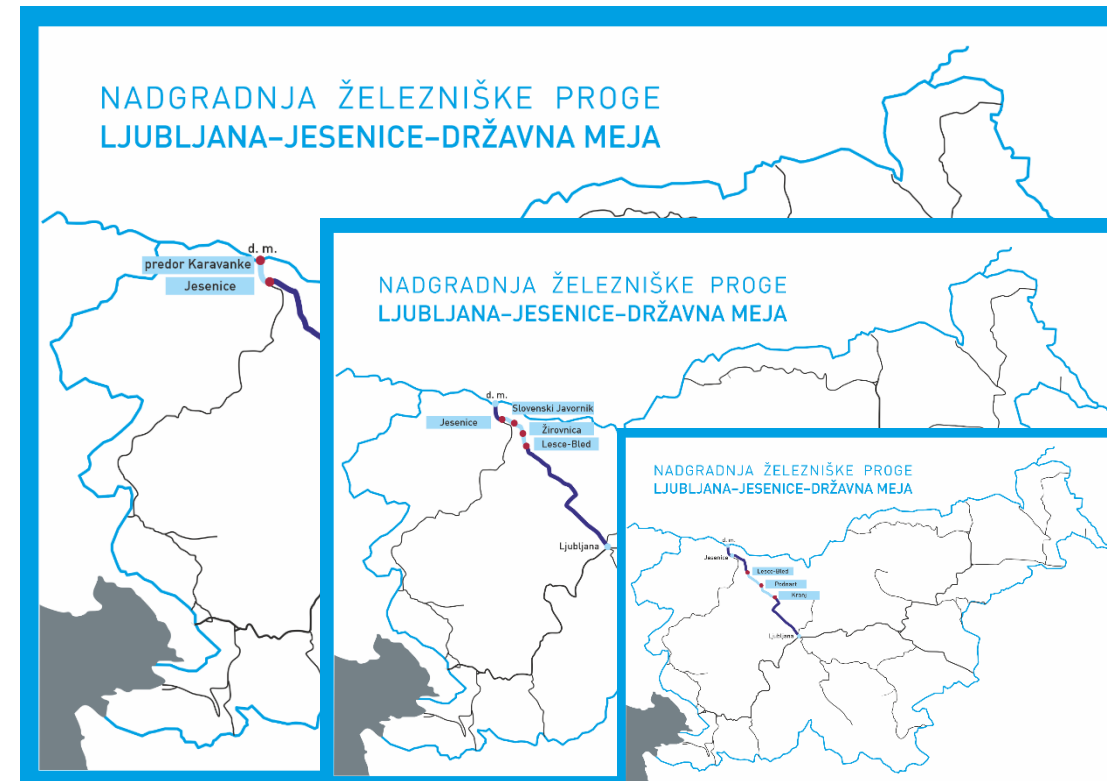 NADGRADNJA ŽELEZNIŠKE PROGE
LJUBLJANA–JESENICE–DRŽAVNA MEJA
d. m.
predor Karavanke
Jesenice
NADGRADNJA ŽELEZNIŠKE PROGE
LJUBLJANA–JESENICE–DRŽAVNA MEJA
d. m.
Slovenski Javornik
Jesenice
Žirovnica
Lesce-Bled
Ljubljana
NADGRADNJA ŽELEZNIŠKE PROGE
LJUBLJANA–JESENICE–DRŽAVNA MEJA
d. m.
Jesenice
Lesce-Bled
Podnart
Kranj
Ljubljana